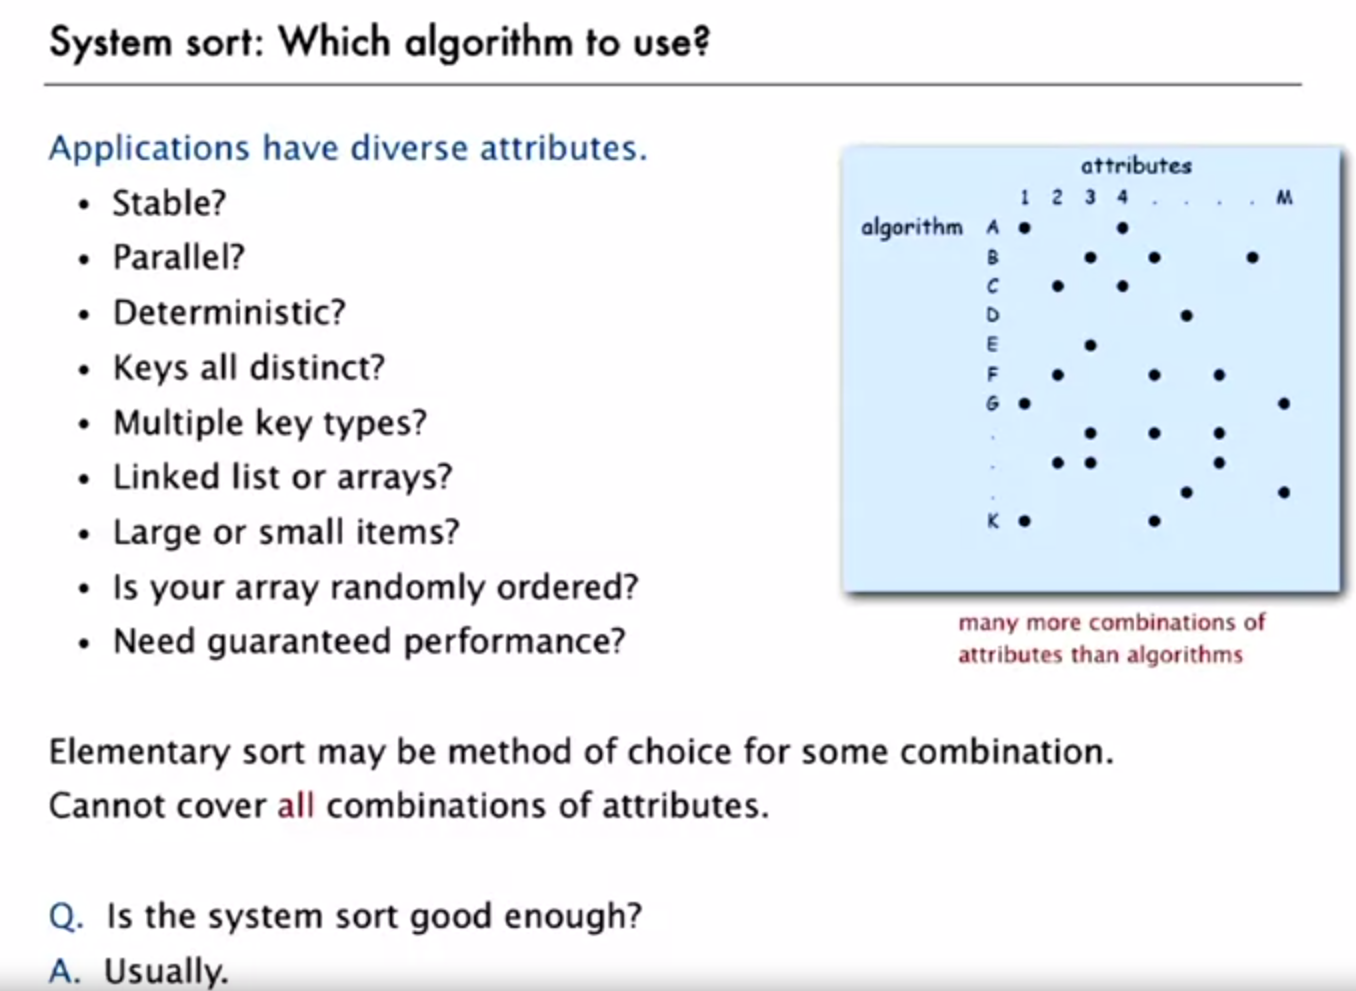 System sort: Which algorithm to use?
Applications have diverse attributes.
• Stable?
• Parallel?
• Deterministic?
• Keys all distinct?
• Multiple key types?
• Linked list or arrays?
• Large or small items?
• Is your array randomly ordered?
• Need guaranteed performance?
attributes
1 2 3 4 . . . . M
algorithm A
B
C
D
E
F
G
.
.
.
K
many more combinations of
attributes than algorithms
Elementary sort may be method of choice for some combination.
Cannot cover all combinations of attributes.
Q. Is the system sort good enough?
A. Usually.